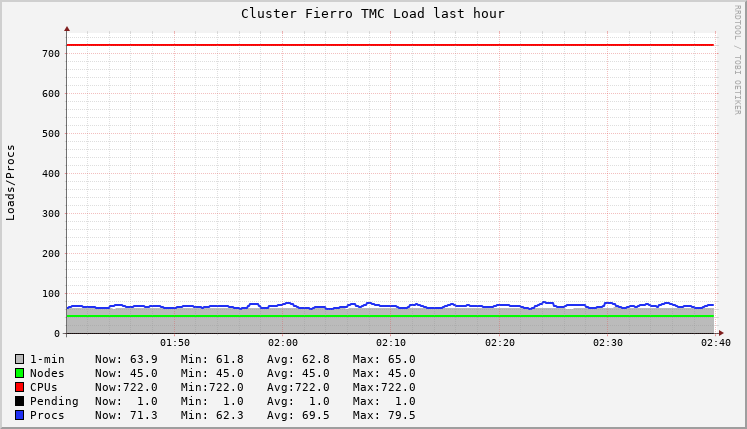 Cluster Fierro TMC Load last hour
RRDTOOL / TOBI OETIKER
Loads/Procs
700
600
500
400
300
200
100
0
01:50 02:00 02:10 02:20 02:30 02:40
1-min Now: 63.9 Min: 61.8 Avg: 62.8 Max: 65.0
Nodes Now: 45.0 Min: 45.0 Avg: 45.0 Max: 45.0
CPUs Now:722.0 Min:722.0 Avg:722.0 Max:722.0
Pending Now: 1.0 Min: 1.0 Avg: 1.0 Max: 1.0
Procs Now: 71.3 Min: 62.3 Avg: 69.5 Max: 79.5